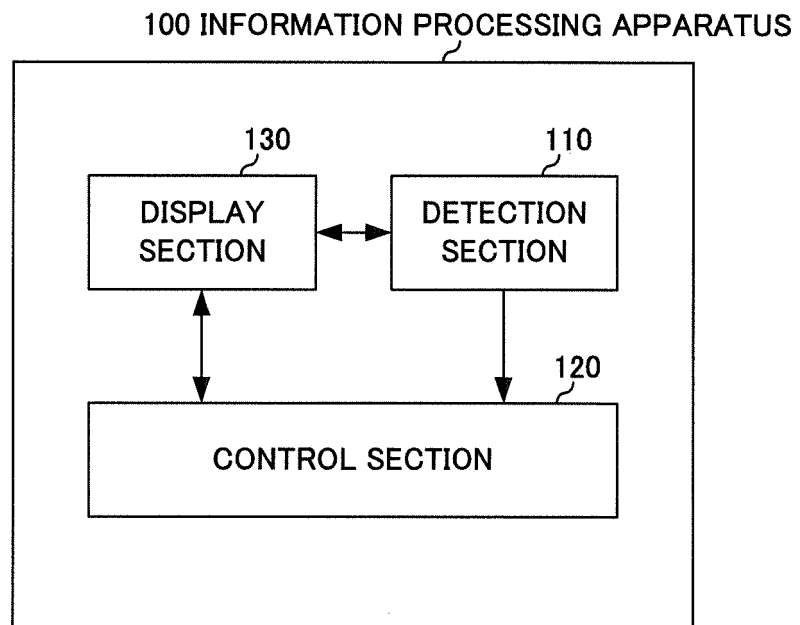 100 INFORMATION PROCESSING APPARATUS
130
110
DISPLAY
SECTION
DETECTION
SECTION
120
CONTROL SECTION